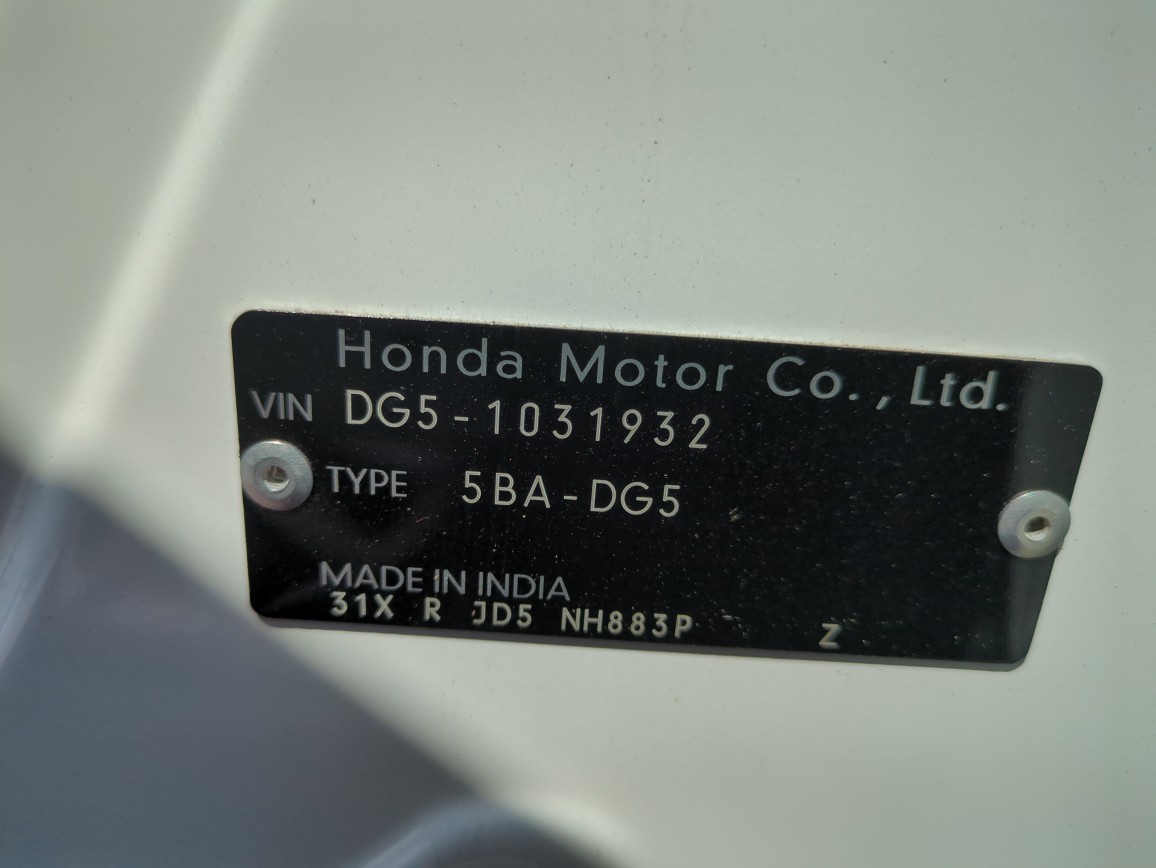 Honda Motor Co., Ltd.
VIN DG5-1031932
TYPE 5BA-DG5
MADE IN INDIA
31X R JD5 NH883P Z